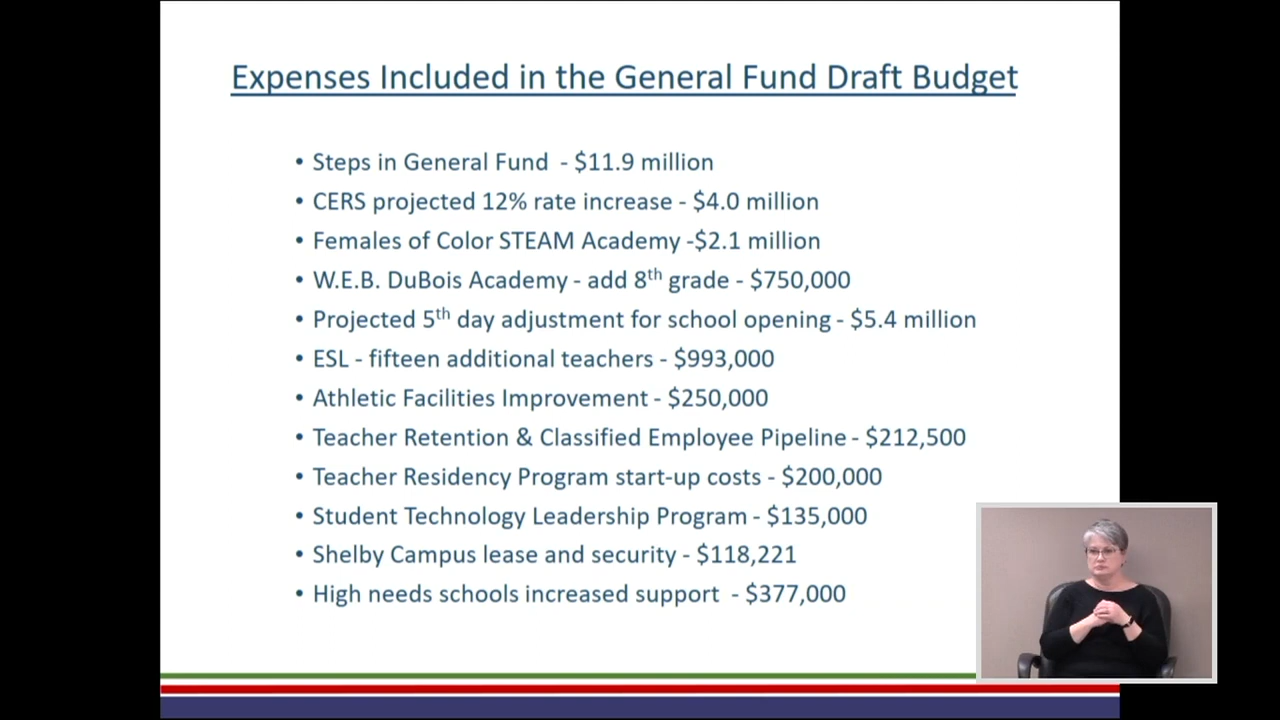 Expenses Included in the General Fund Draft Budget
• Steps in General Fund - $11.9 million
• CERS projected 12% rate increase - $4.0 million
• Females of Color STEAM Academy -$2.1 million
• W.E.B. DuBois Academy - add 8th grade - $750,000
• Projected 5th day adjustment for school opening - $5.4 million
• ESL - fifteen additional teachers - $993,000
• Athletic Facilities Improvement - $250,000
• Teacher Retention & Classified Employee Pipeline - $212,500
• Teacher Residency Program start-up costs - $200,000
• Student Technology Leadership Program - $135,000
• Shelby Campus lease and security - $118,221
• High needs schools increased support - $377,000